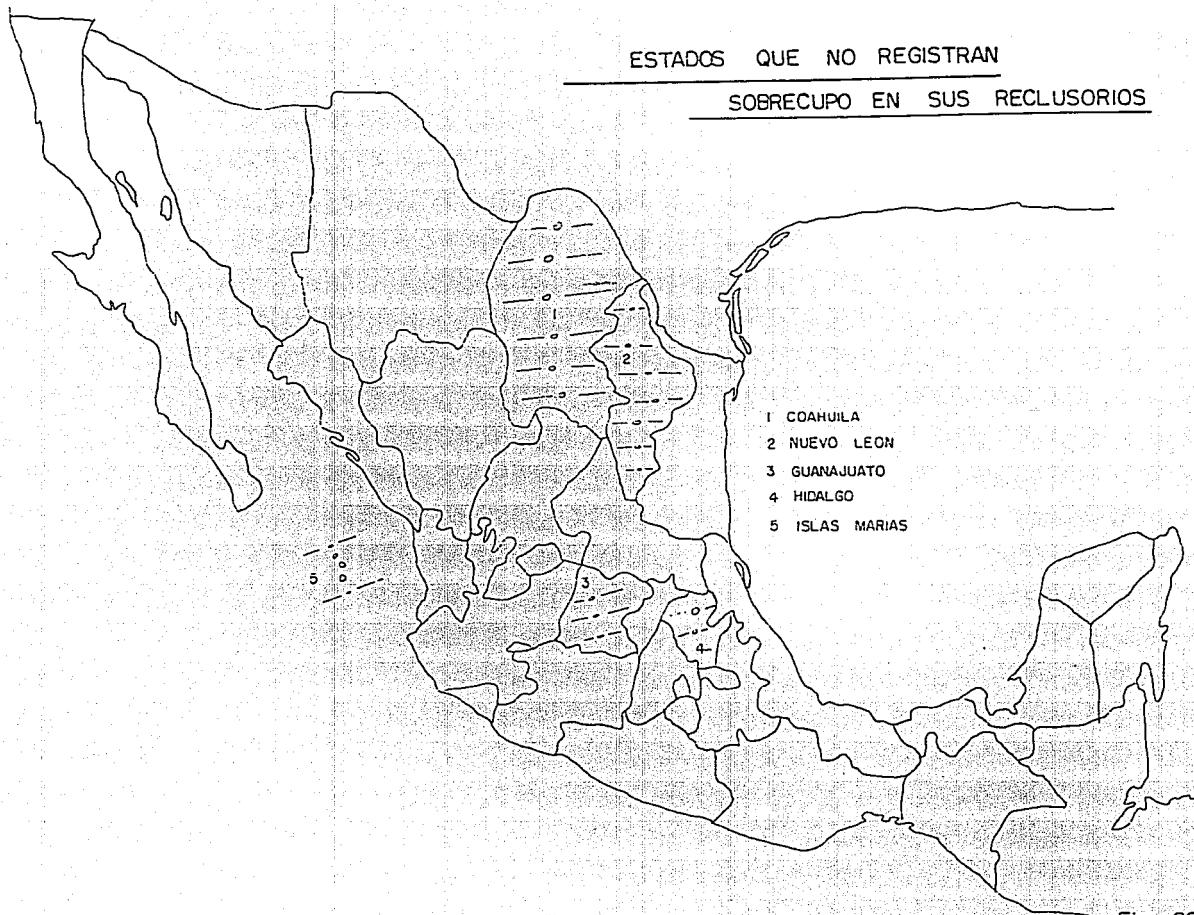 ESTADOS QUE NO REGISTRAN
SOBRECUPO EN SUS RECLUSORIOS
1 COAHUILA
2 NUEVO LEON
3 GUANAJUATO
4 HIDALGO
5 ISLAS MARIAS
1
2
3
4
5